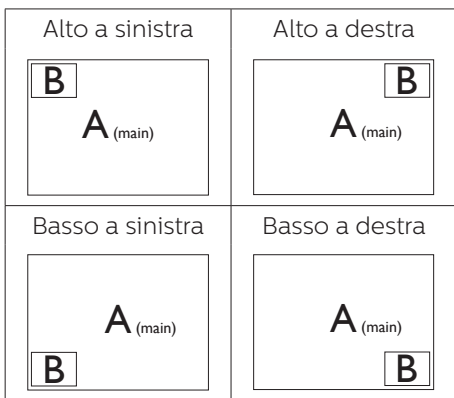 Alto a sinistra
Alto a destra
B
A (main)
B
A (main)
Basso a sinistra
Basso a destra
A (main)
B
A (main)
B